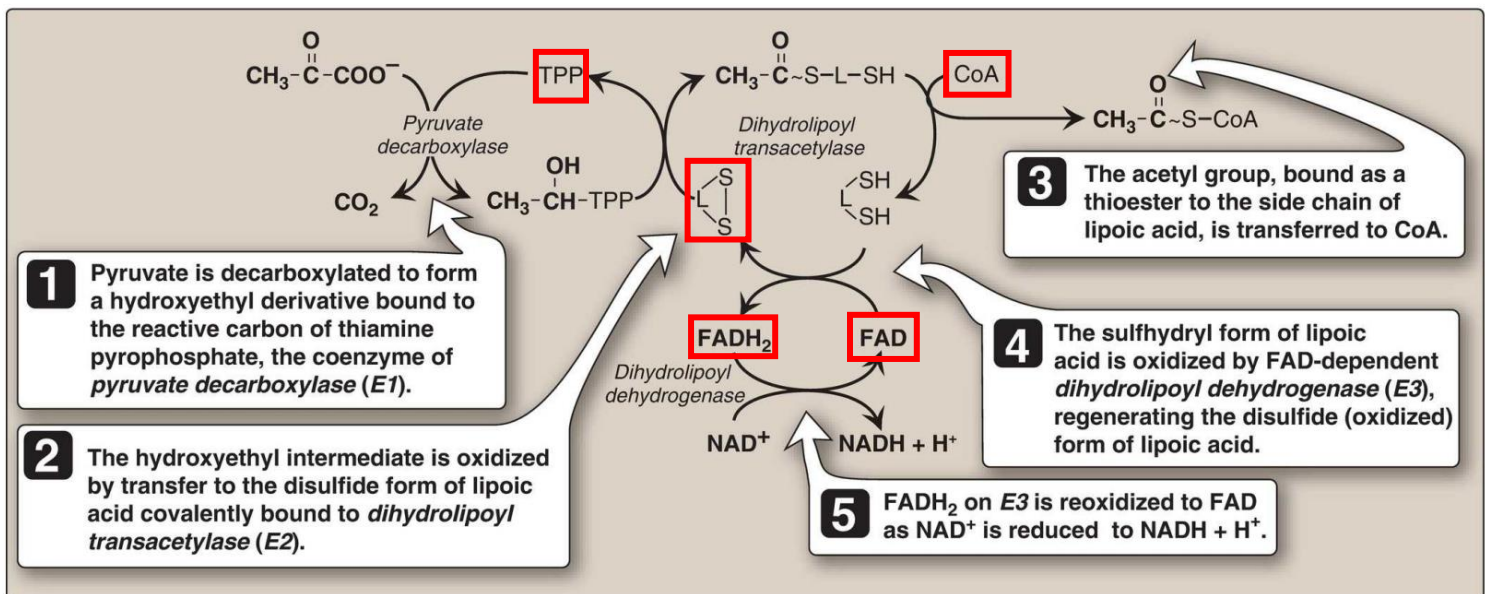 O
CH₃-C-COO⁻
TPP
O
CH₃-C~S-L-SH
CoA
O
CH₃-C~S-CoA
Pyruvate
decarboxylase
Dihydrolipoyl
transacetylase
CO₂
OH
CH₃-CH-TPP
S
L
S
SH
L
SH
3
The acetyl group, bound as a
thioester to the side chain of
lipoic acid, is transferred to CoA.
1
Pyruvate is decarboxylated to form
a hydroxyethyl derivative bound to
the reactive carbon of thiamine
pyrophosphate, the coenzyme of
pyruvate decarboxylase (E1).
FADH₂
FAD
Dihydrolipoyl
dehydrogenase
NAD⁺
NADH + H⁺
4
The sulfhydryl form of lipoic
acid is oxidized by FAD-dependent
dihydrolipoyl dehydrogenase (E3),
regenerating the disulfide (oxidized)
form of lipoic acid.
2
The hydroxyethyl intermediate is oxidized
by transfer to the disulfide form of lipoic
acid covalently bound to dihydrolipoyl
transacetylase (E2).
5
FADH₂ on E3 is reoxidized to FAD
as NAD⁺ is reduced to NADH + H⁺.